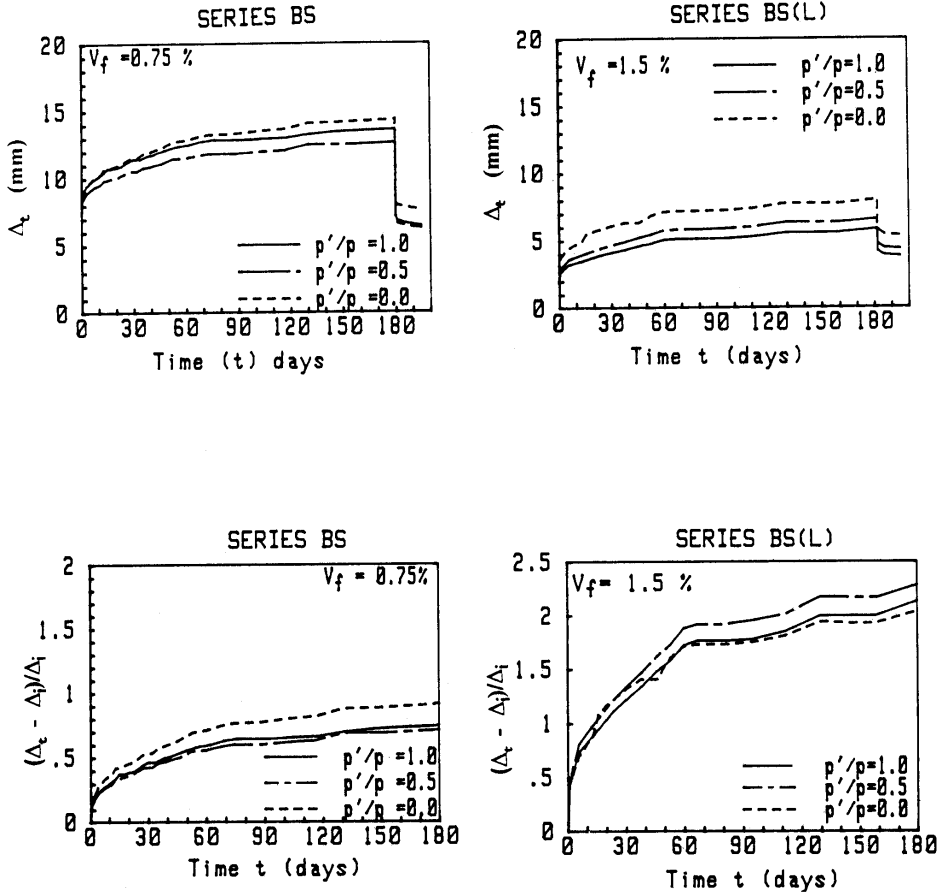 SERIES BS
V_f =0.75 %
20
15
10
5
0
Δ_t (mm)
p'/p =1.0
p'/p =0.5
p'/p =0.0
0 30 60 90 120 150 180
Time (t) days
SERIES BS(L)
V_f =1.5 %
p'/p=1.0
p'/p=0.5
p'/p=0.0
20
15
10
5
0
Δ_t (mm)
0 30 60 90 120 150 180
Time t (days)
SERIES BS
V_f = 0.75%
2
1.5
1
.5
0
(Δ_t - Δ_i)/Δ_i
p'/p =1.0
p'/p =0.5
p'/p =0.0
0 30 60 90 120 150 180
Time t (days)
SERIES BS(L)
V_f= 1.5 %
2.5
2
1.5
1
.5
0
(Δ_t - Δ_i)/Δ_i
p'/p=1.0
p'/p=0.5
p'/p=0.0
0 30 60 90 120 150 180
Time t (days)